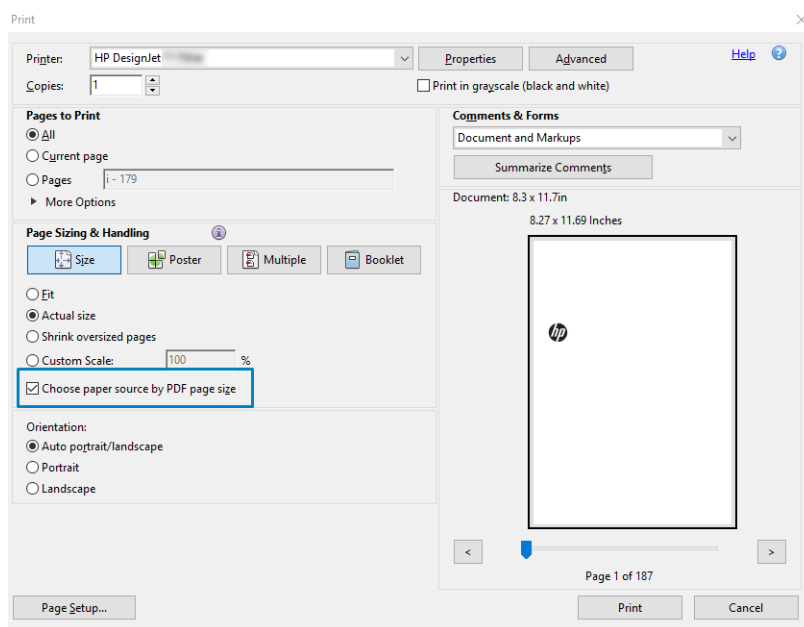 Print
Printer: HP DesignJet Properties Advanced Help
Copies: 1 Print in grayscale (black and white)
Pages to Print
All
Current page
Pages i - 179
More Options
Page Sizing & Handling
Size Poster Multiple Booklet
Fit
Actual size
Shrink oversized pages
Custom Scale: 100 %
Choose paper source by PDF page size
Orientation:
Auto portrait/landscape
Portrait
Landscape
Comments & Forms
Document and Markups
Summarize Comments
Document: 8.3 x 11.7in
8.27 x 11.69 Inches
hp
< >
Page 1 of 187
Page Setup... Print Cancel